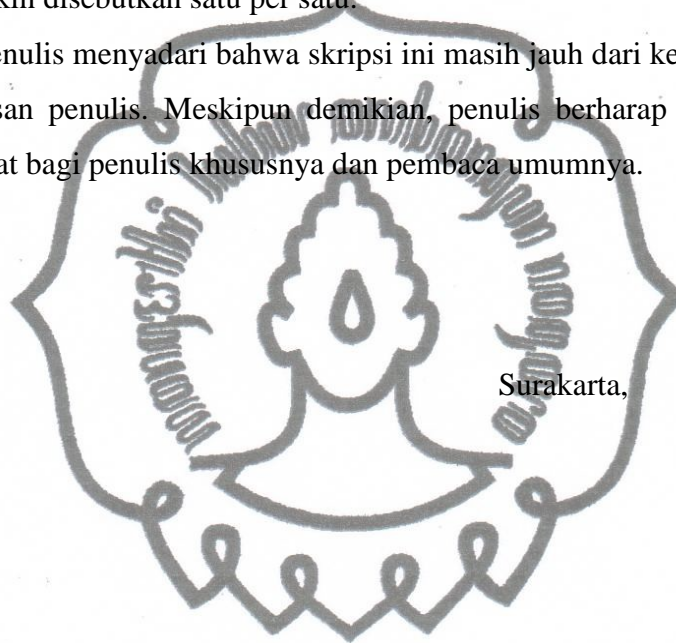 kin disebutkan satu per satu.
enulis menyadari bahwa skripsi ini masih jauh dari ke
san penulis. Meskipun demikian, penulis berharap
at bagi penulis khususnya dan pembaca umumnya.
Surakarta,